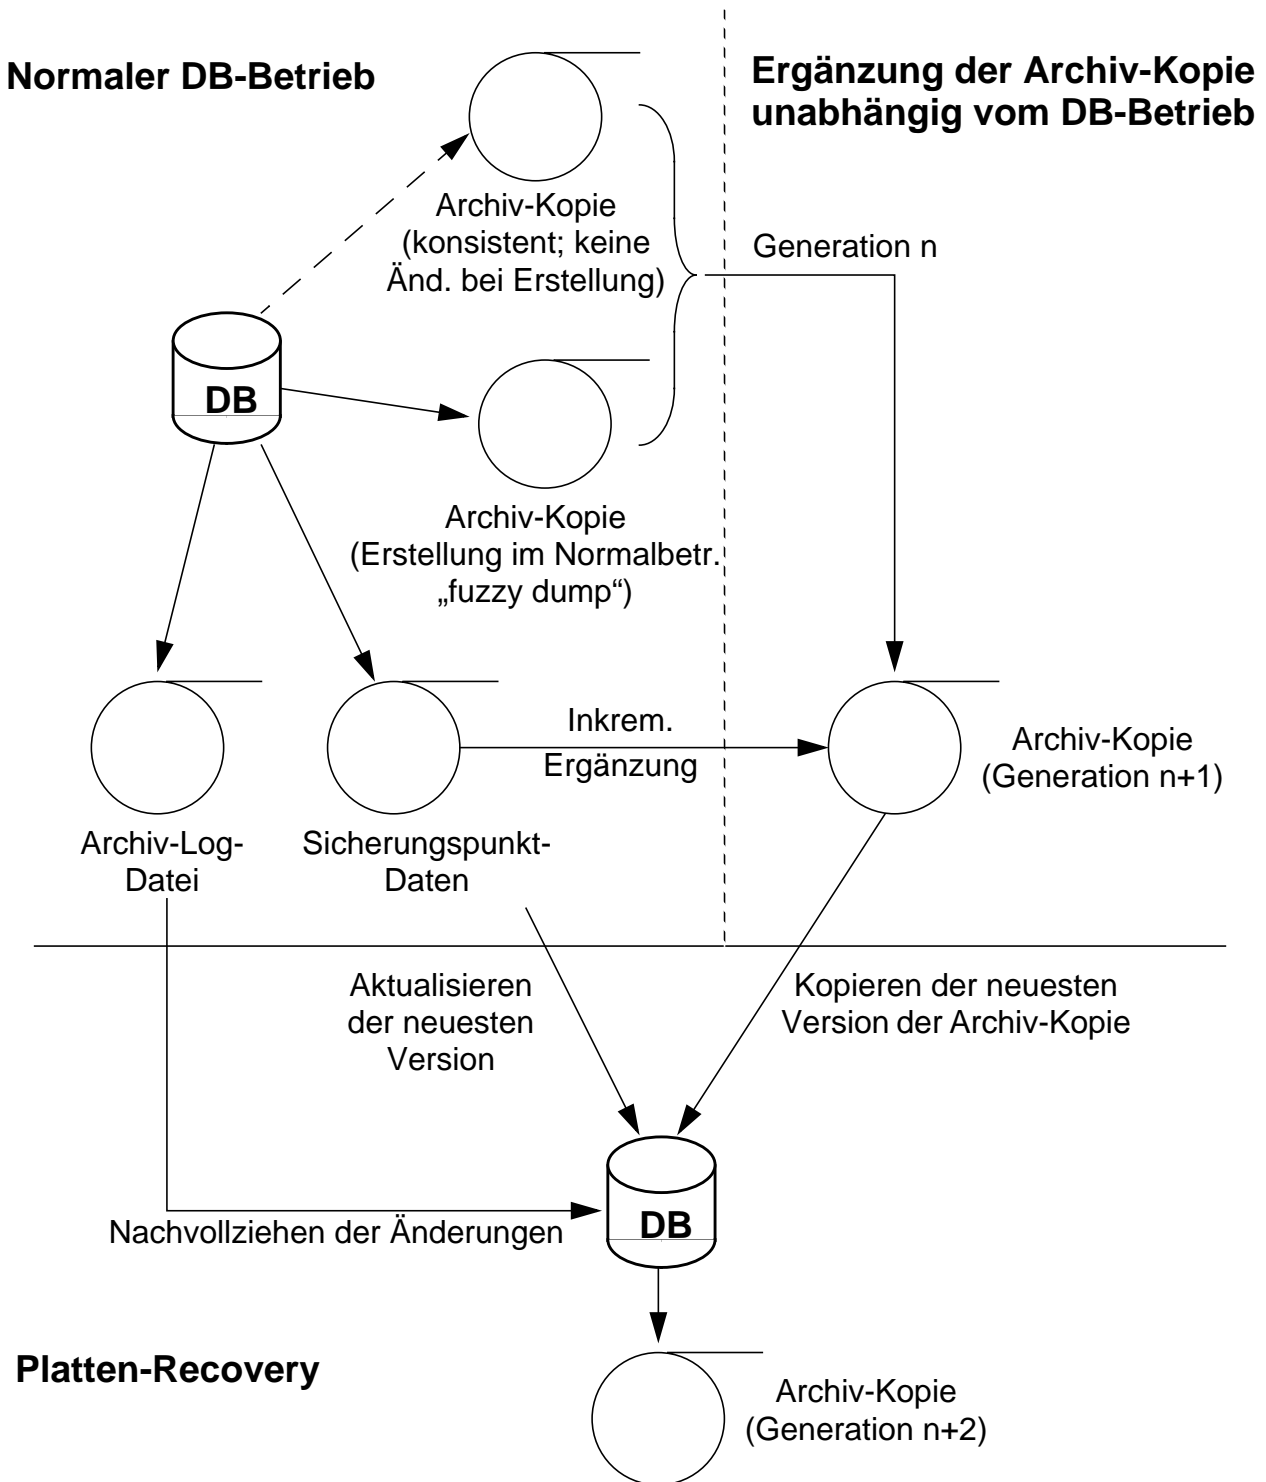 Normaler DB-Betrieb
Ergänzung der Archiv-Kopie
unabhängig vom DB-Betrieb
Archiv-Kopie
(konsistent; keine
Änd. bei Erstellung)
Generation n
DB
Archiv-Kopie
(Erstellung im Normalbetr.
„fuzzy dump“)
Inkrem.
Ergänzung
Archiv-Kopie
(Generation n+1)
Archiv-Log-
Datei
Sicherungspunkt-
Daten
Aktualisieren
der neuesten
Version
Kopieren der neuesten
Version der Archiv-Kopie
Nachvollziehen der Änderungen
DB
Platten-Recovery
Archiv-Kopie
(Generation n+2)